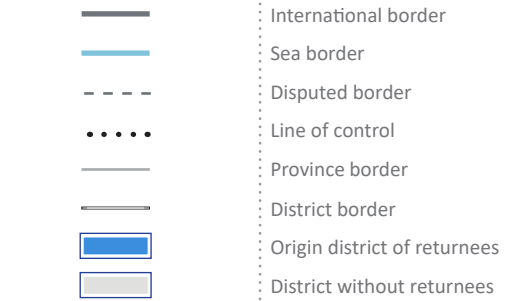 International border
Sea border
Disputed border
Line of control
Province border
District border
Origin district of returnees
District without returnees